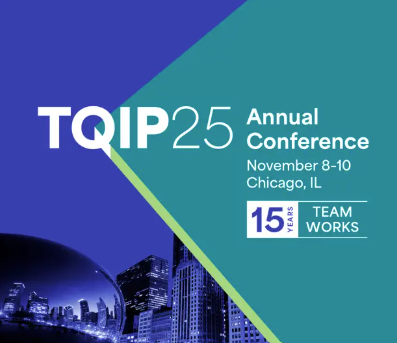 TQIP25
Annual
Conference
November 8-10
Chicago, IL
15 YEARS
TEAM
WORKS